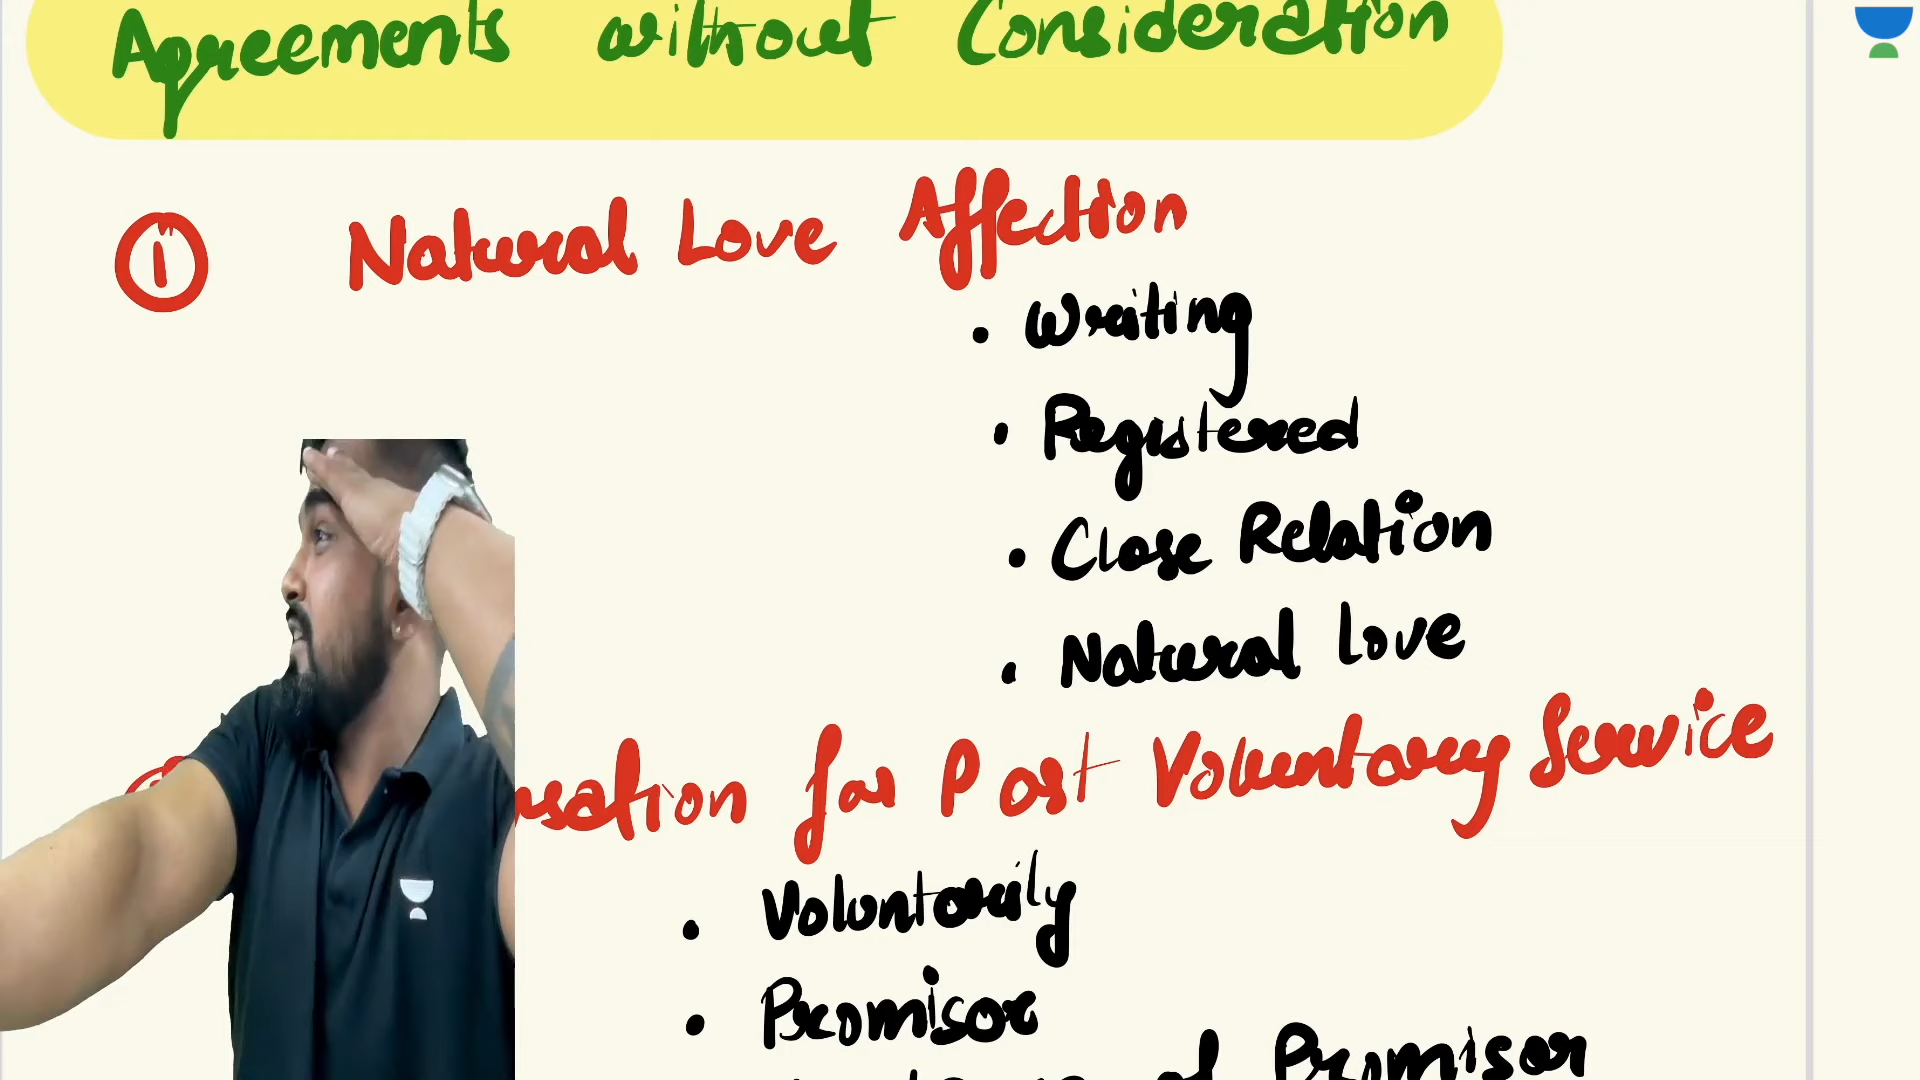 Agreements without Consideration
1 Natural Love Affection
• Writing
• Registered
• Close Relation
• Natural Love
sation for Past Voluntary Service
• Voluntarily
• Promisor
of Promisor